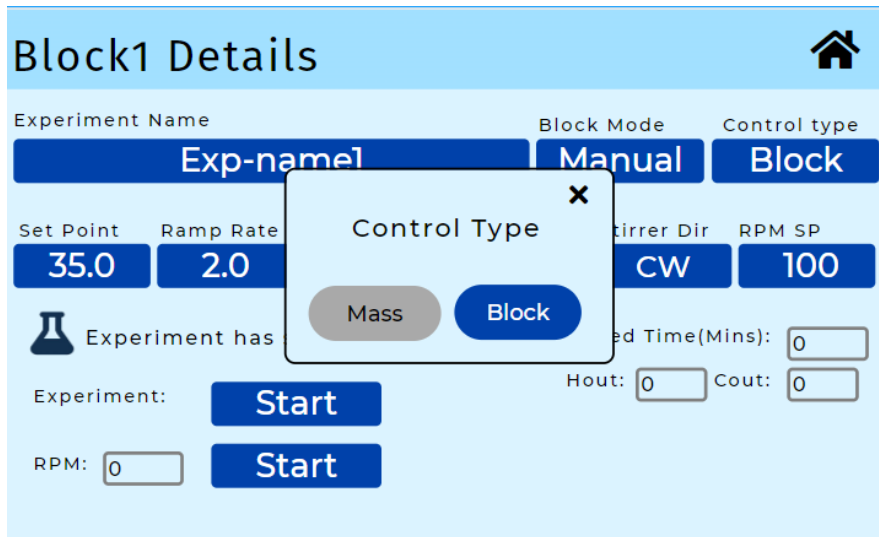 Block1 Details
Experiment Name
Block Mode
Control type
Exp-name1
Manual
Block
Control Type
Set Point
Ramp Rate
tirrer Dir
RPM SP
35.0
2.0
CW
100
Mass
Block
Experiment has
ed Time(Mins):
0
Hout:
0
Cout:
0
Experiment:
Start
RPM:
0
Start